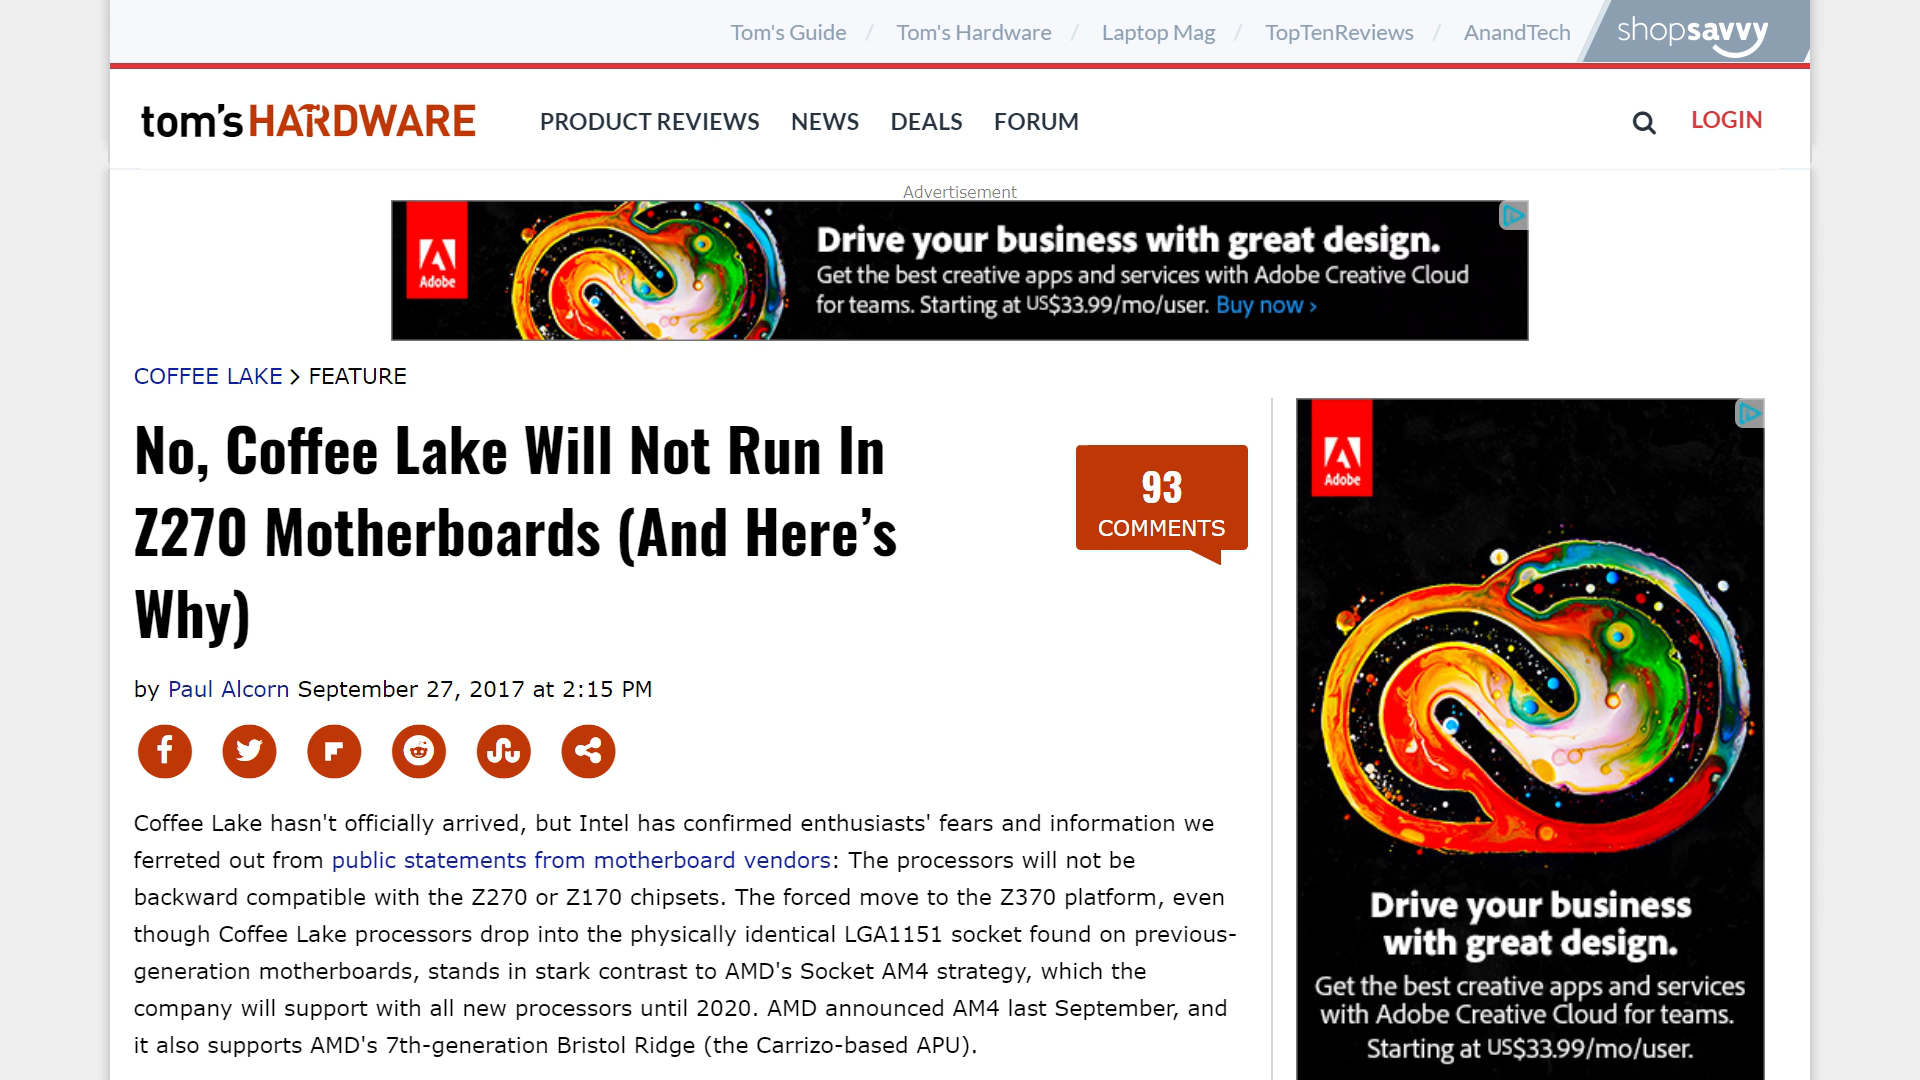 Tom's Guide / Tom's Hardware / Laptop Mag / TopTenReviews / AnandTech shopsavvy
tom's HARDWARE PRODUCT REVIEWS NEWS DEALS FORUM LOGIN
Advertisement
Adobe
Drive your business with great design.
Get the best creative apps and services with Adobe Creative Cloud
for teams. Starting at US$33.99/mo/user. Buy now ›
COFFEE LAKE > FEATURE
No, Coffee Lake Will Not Run In
Z270 Motherboards (And Here’s
Why)
93
COMMENTS
by Paul Alcorn September 27, 2017 at 2:15 PM
Coffee Lake hasn't officially arrived, but Intel has confirmed enthusiasts' fears and information we
ferreted out from public statements from motherboard vendors: The processors will not be
backward compatible with the Z270 or Z170 chipsets. The forced move to the Z370 platform, even
though Coffee Lake processors drop into the physically identical LGA1151 socket found on previous-
generation motherboards, stands in stark contrast to AMD's Socket AM4 strategy, which the
company will support with all new processors until 2020. AMD announced AM4 last September, and
it also supports AMD's 7th-generation Bristol Ridge (the Carrizo-based APU).
Adobe
Drive your business
with great design.
Get the best creative apps and services
with Adobe Creative Cloud for teams.
Starting at US$33.99/mo/user.